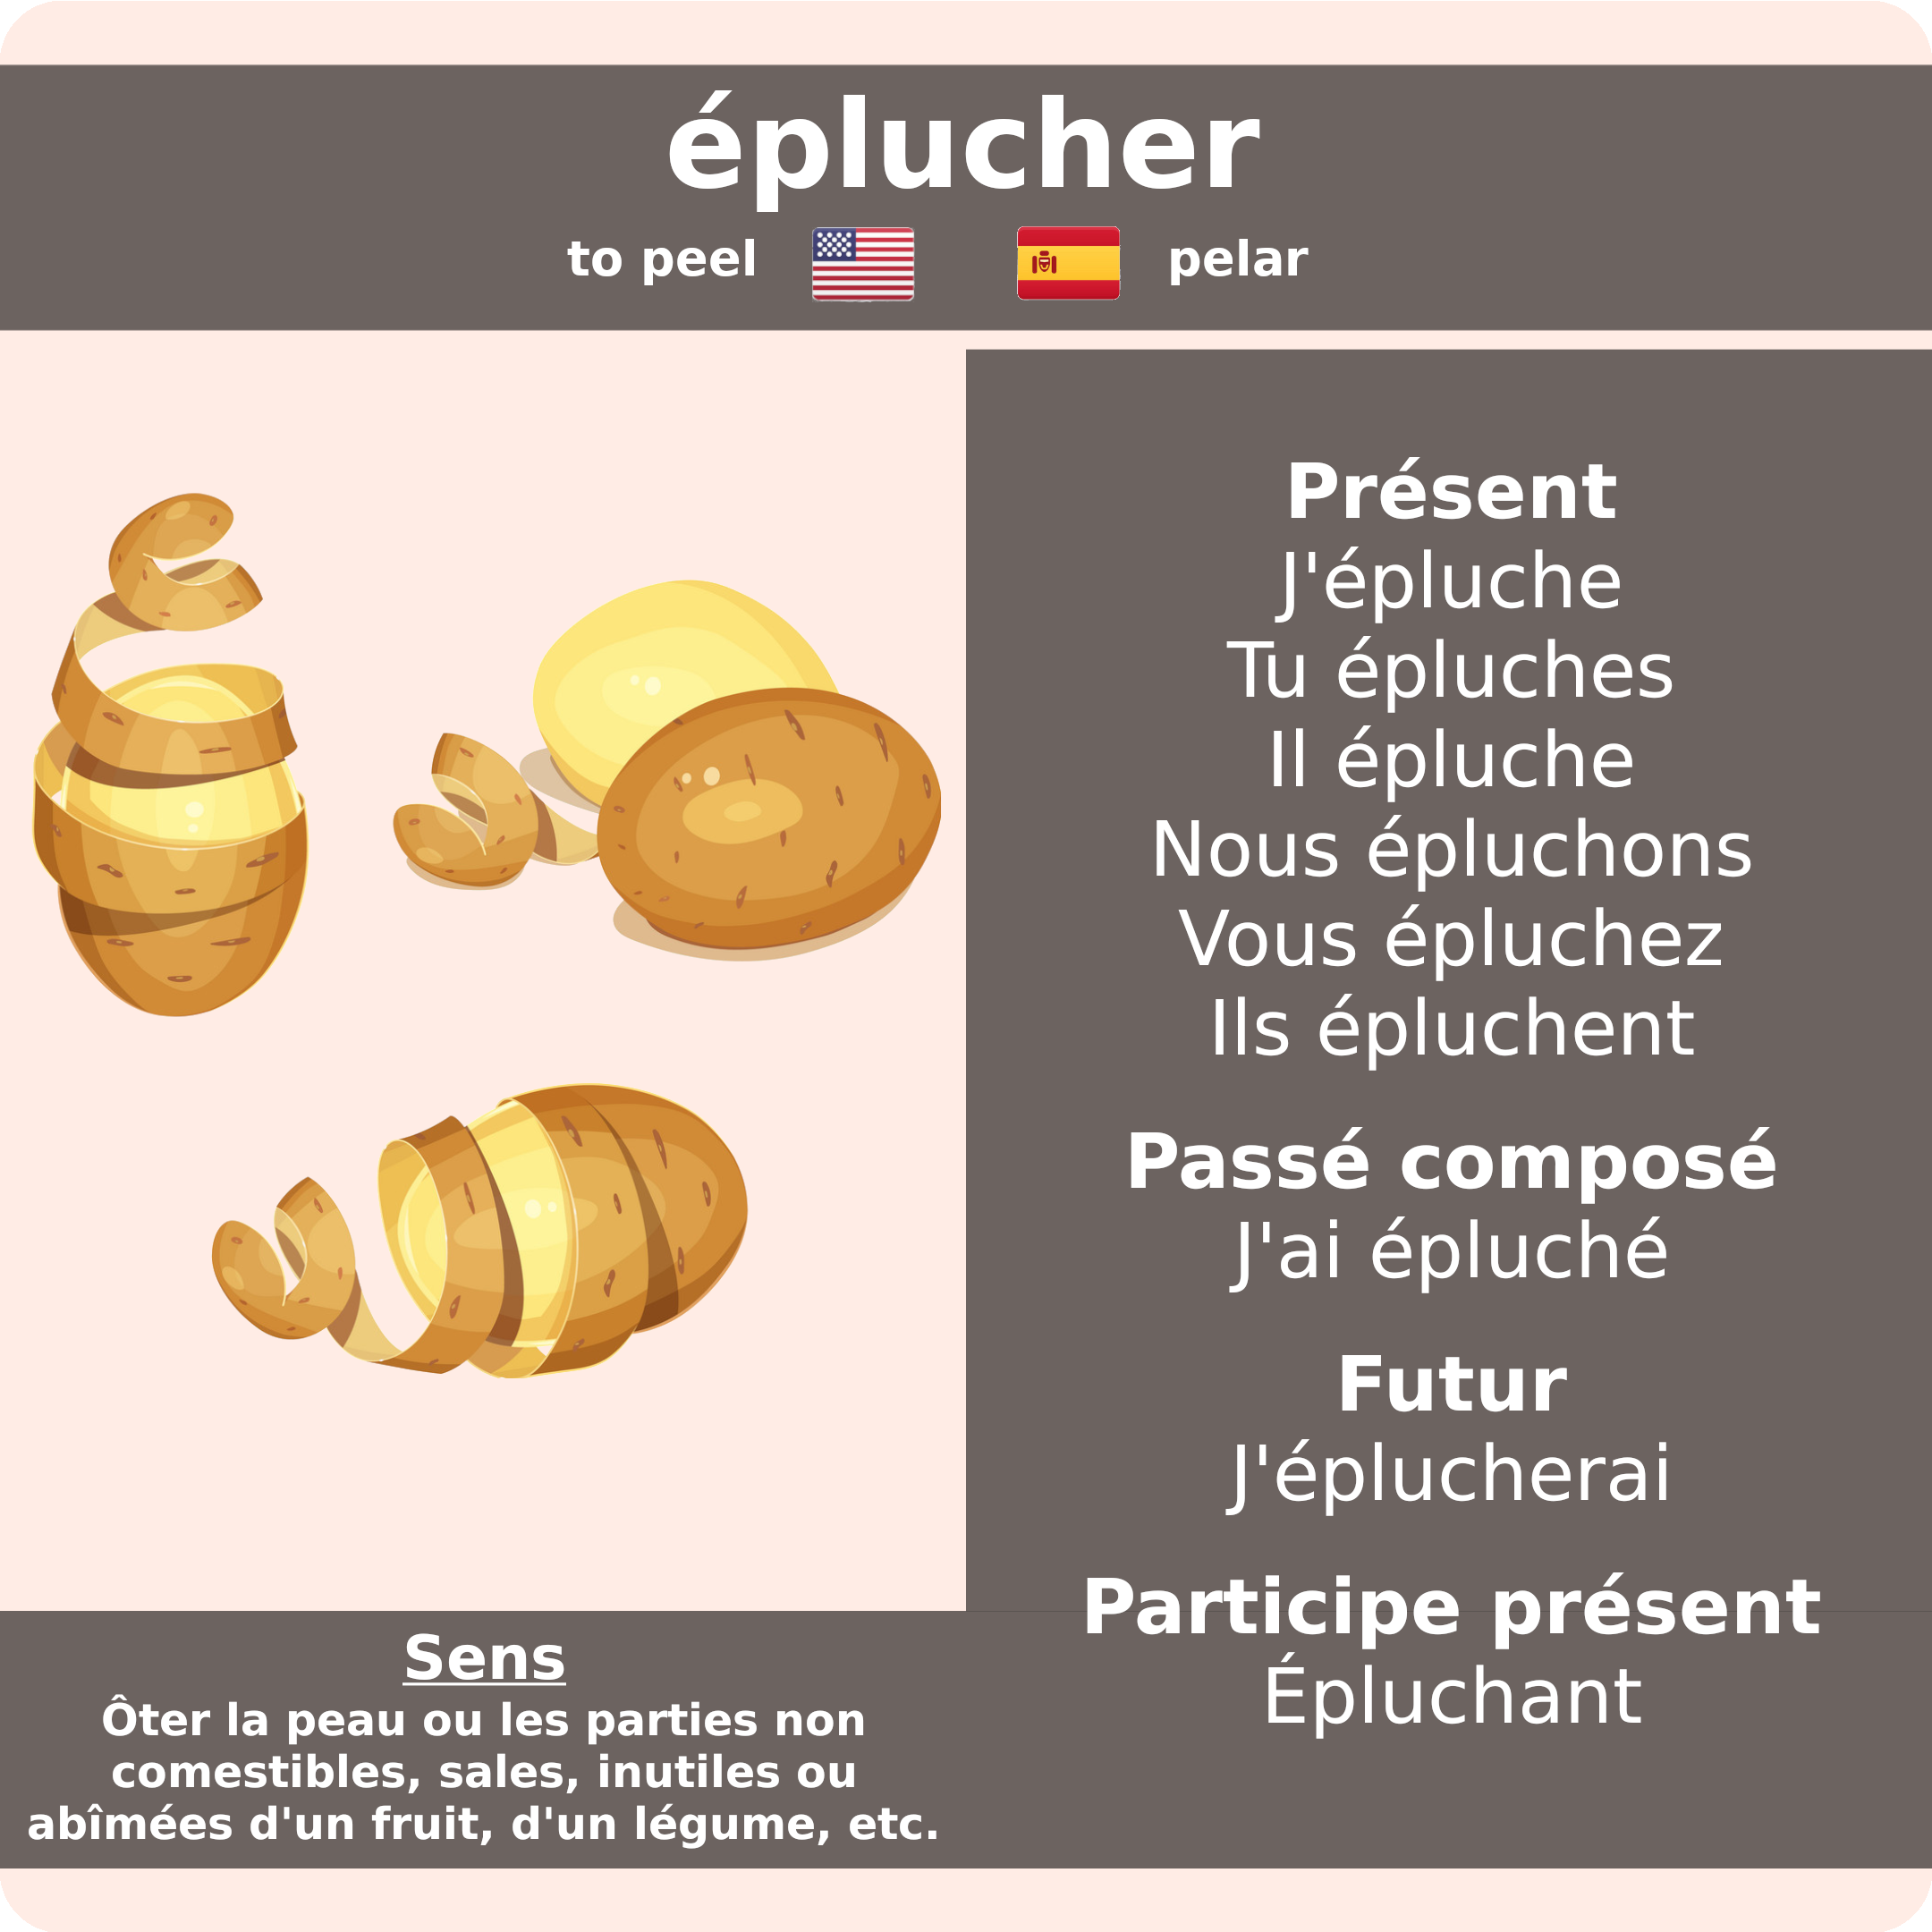 éplucher
to peel pelar
Présent
J'épluche
Tu épluches
Il épluche
Nous épluchons
Vous épluchez
Ils épluchent
Passé composé
J'ai épluché
Futur
J'éplucherai
Participe présent
Épluchant
Sens
Ôter la peau ou les parties non
comestibles, sales, inutiles ou
abîmées d'un fruit, d'un légume, etc.